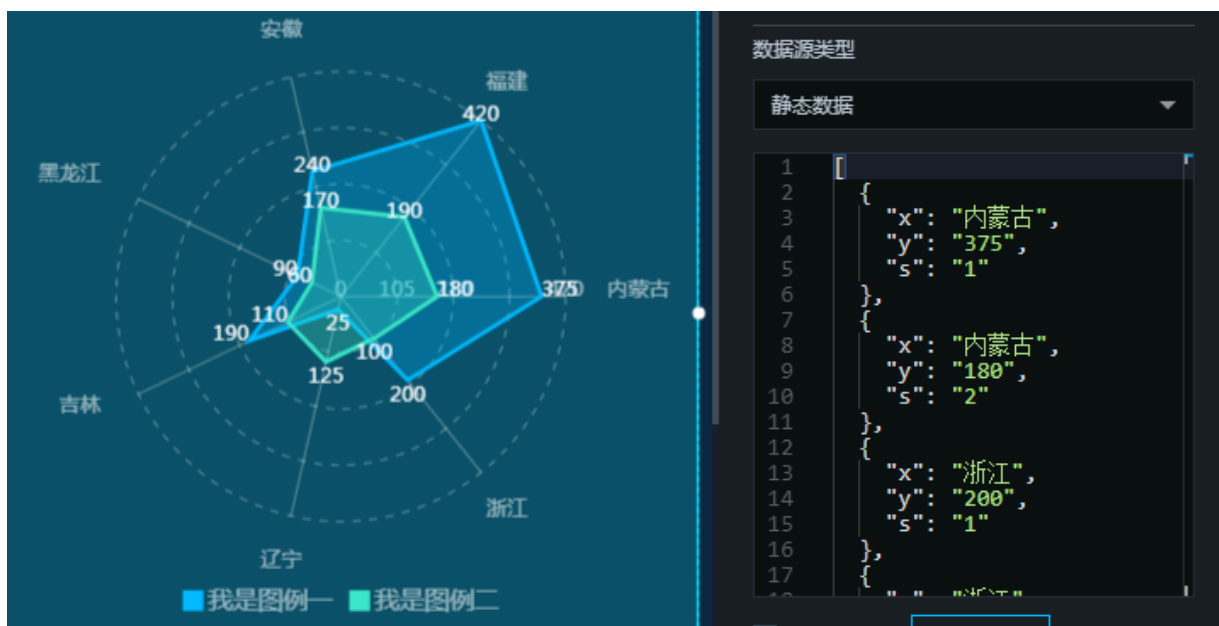 安徽
福建
420
黑龙江
240
170
190
90
60
0
105
180
375
内蒙古
110
190
25
100
125
200
吉林
浙江
辽宁
我是图例一 我是图例二
数据源类型
静态数据
1 [
2 {
3 "x": "内蒙古",
4 "y": "375",
5 "s": "1"
6 },
7 {
8 "x": "内蒙古",
9 "y": "180",
10 "s": "2"
11 },
12 {
13 "x": "浙江",
14 "y": "200",
15 "s": "1"
16 },
17 {